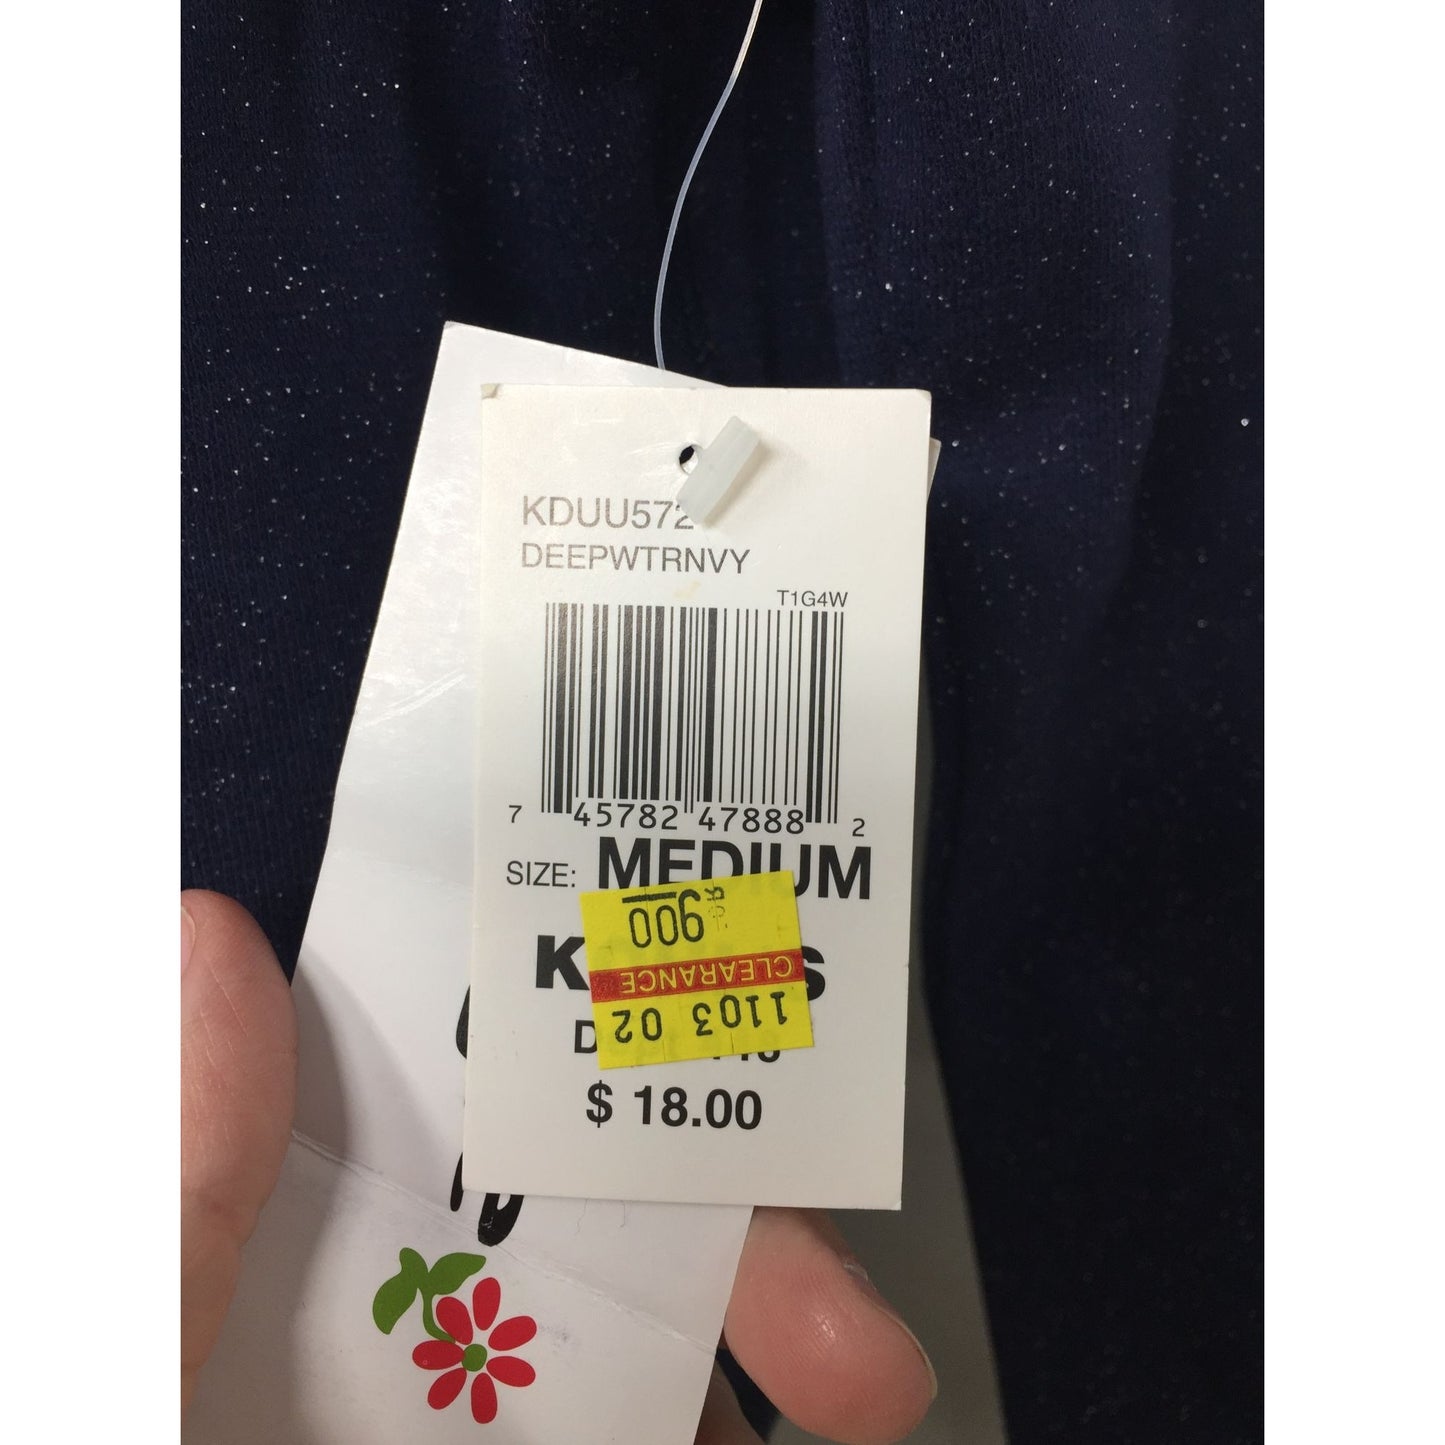 KDUU572
DEEPWTRNVY
T1G4W
7 45782 47888 2
SIZE: MEDIUM
900
CLEARANCE
1103 02
$ 18.00